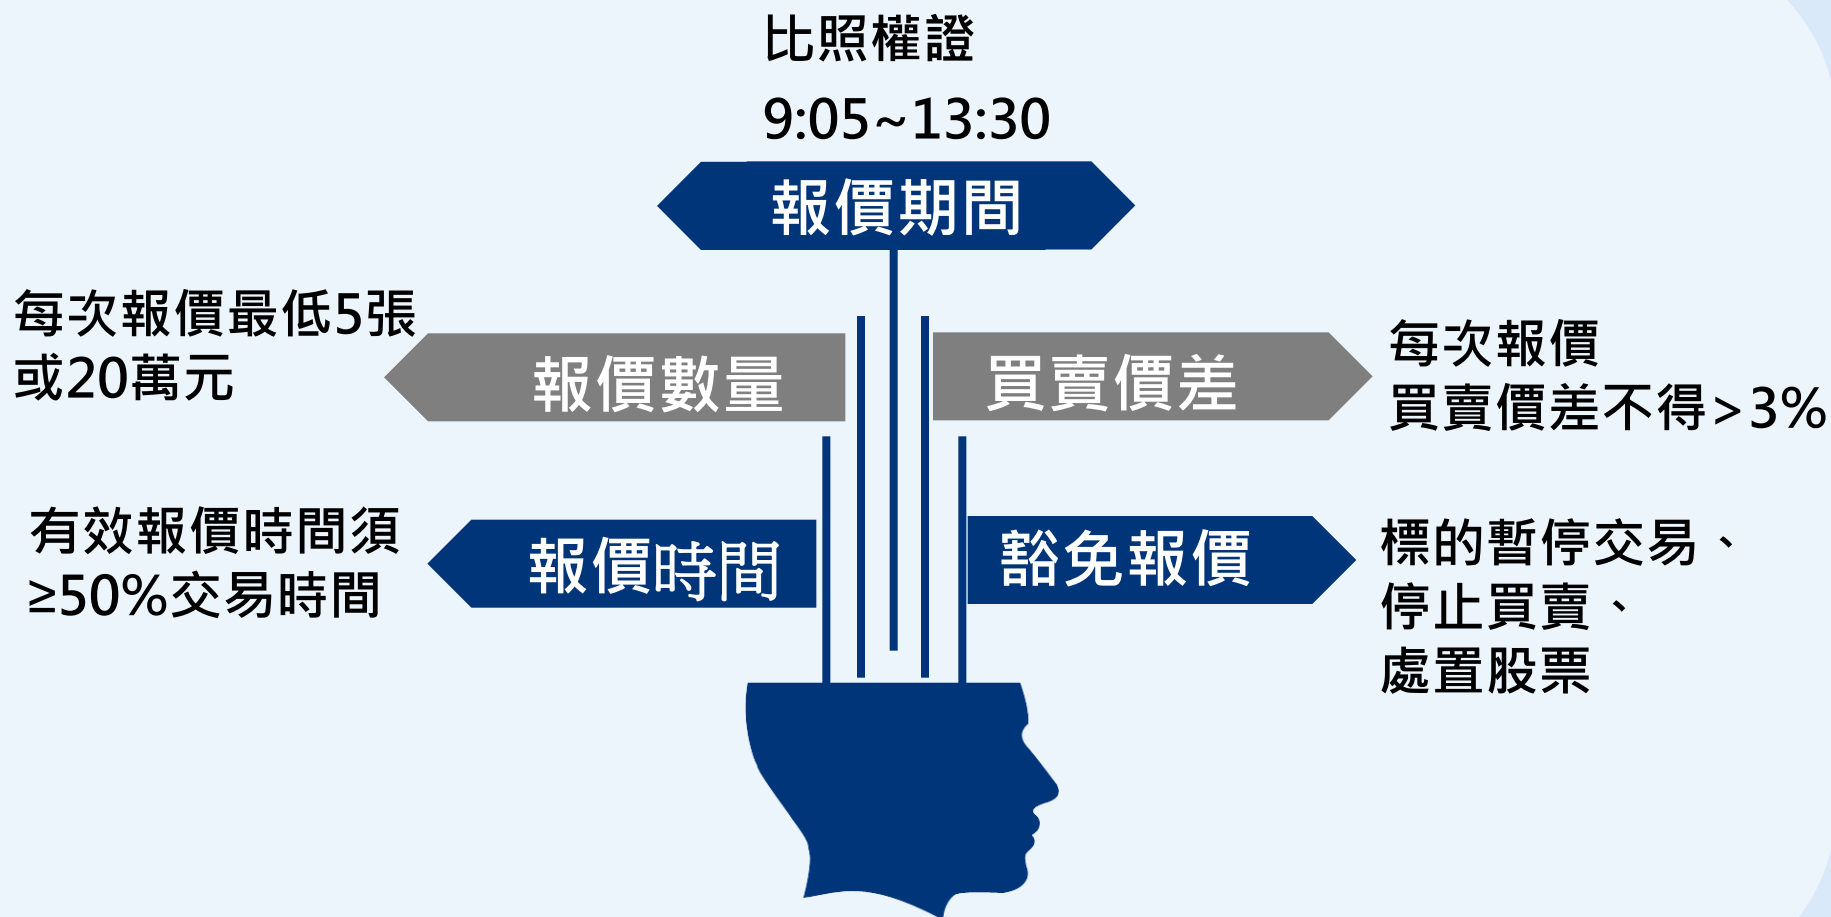 比照權證
9:05~13:30
報價期間
每次報價最低5張
或20萬元
報價數量
買賣價差
每次報價
買賣價差不得>3%
有效報價時間須
≥50%交易時間
報價時間
豁免報價
標的暫停交易、
停止買賣、
處置股票